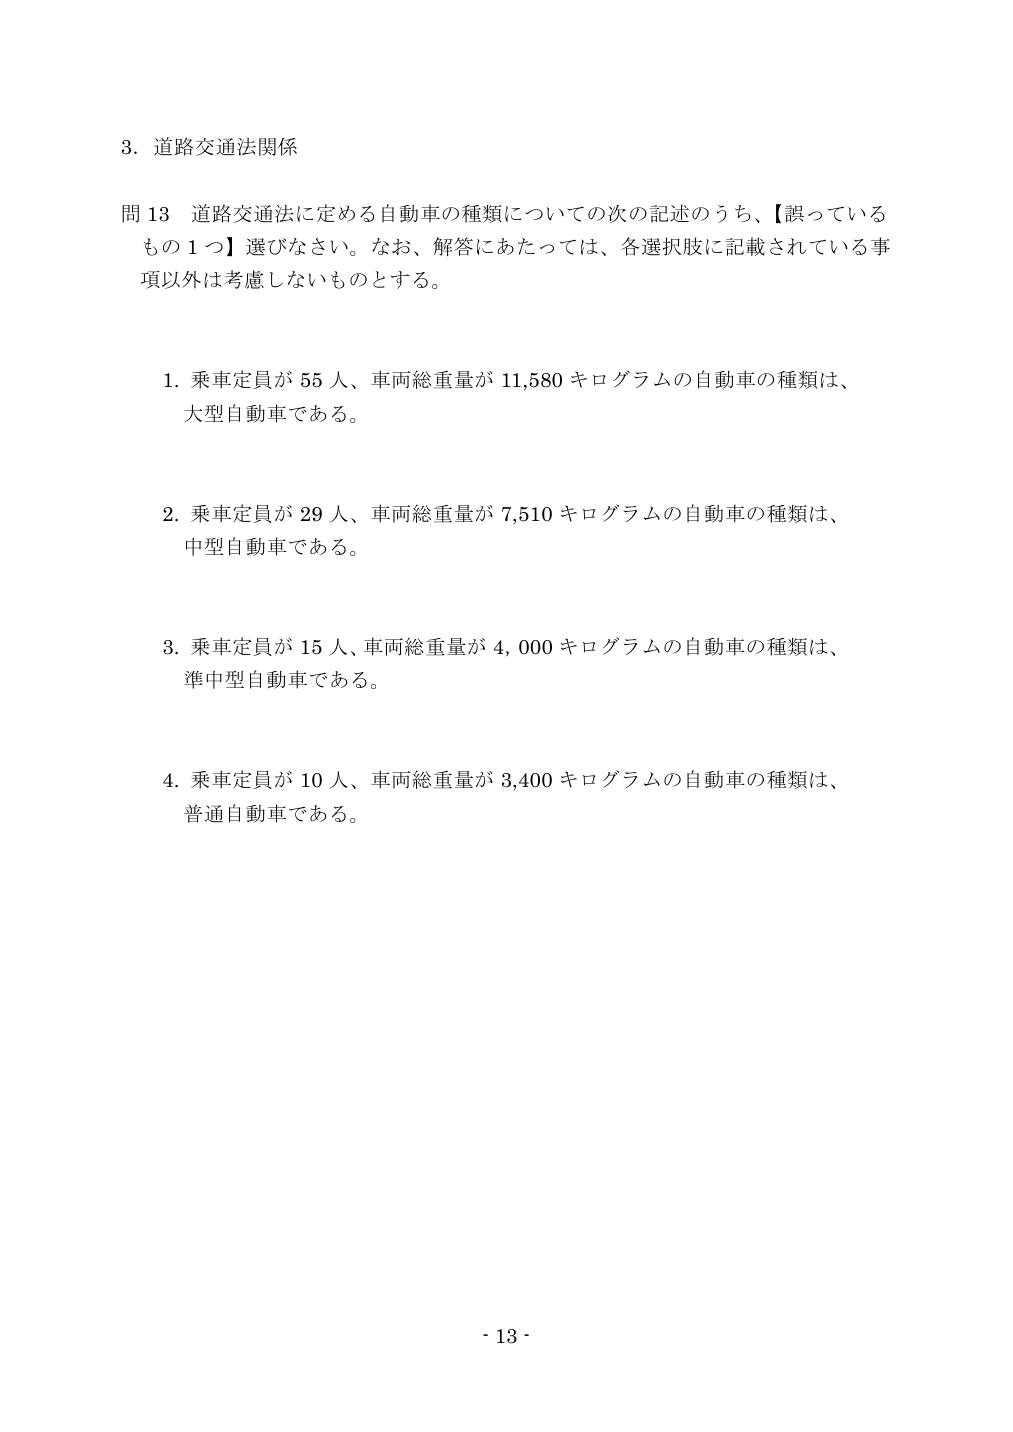 3．道路交通法関係
問 13　道路交通法に定める自動車の種類についての次の記述のうち、【誤っている
もの 1 つ】選びなさい。なお、解答にあたっては、各選択肢に記載されている事
項以外は考慮しないものとする。
1. 乗車定員が 55 人、車両総重量が 11,580 キログラムの自動車の種類は、
大型自動車である。
2. 乗車定員が 29 人、車両総重量が 7,510 キログラムの自動車の種類は、
中型自動車である。
3. 乗車定員が 15 人、車両総重量が 4, 000 キログラムの自動車の種類は、
準中型自動車である。
4. 乗車定員が 10 人、車両総重量が 3,400 キログラムの自動車の種類は、
普通自動車である。
- 13 -